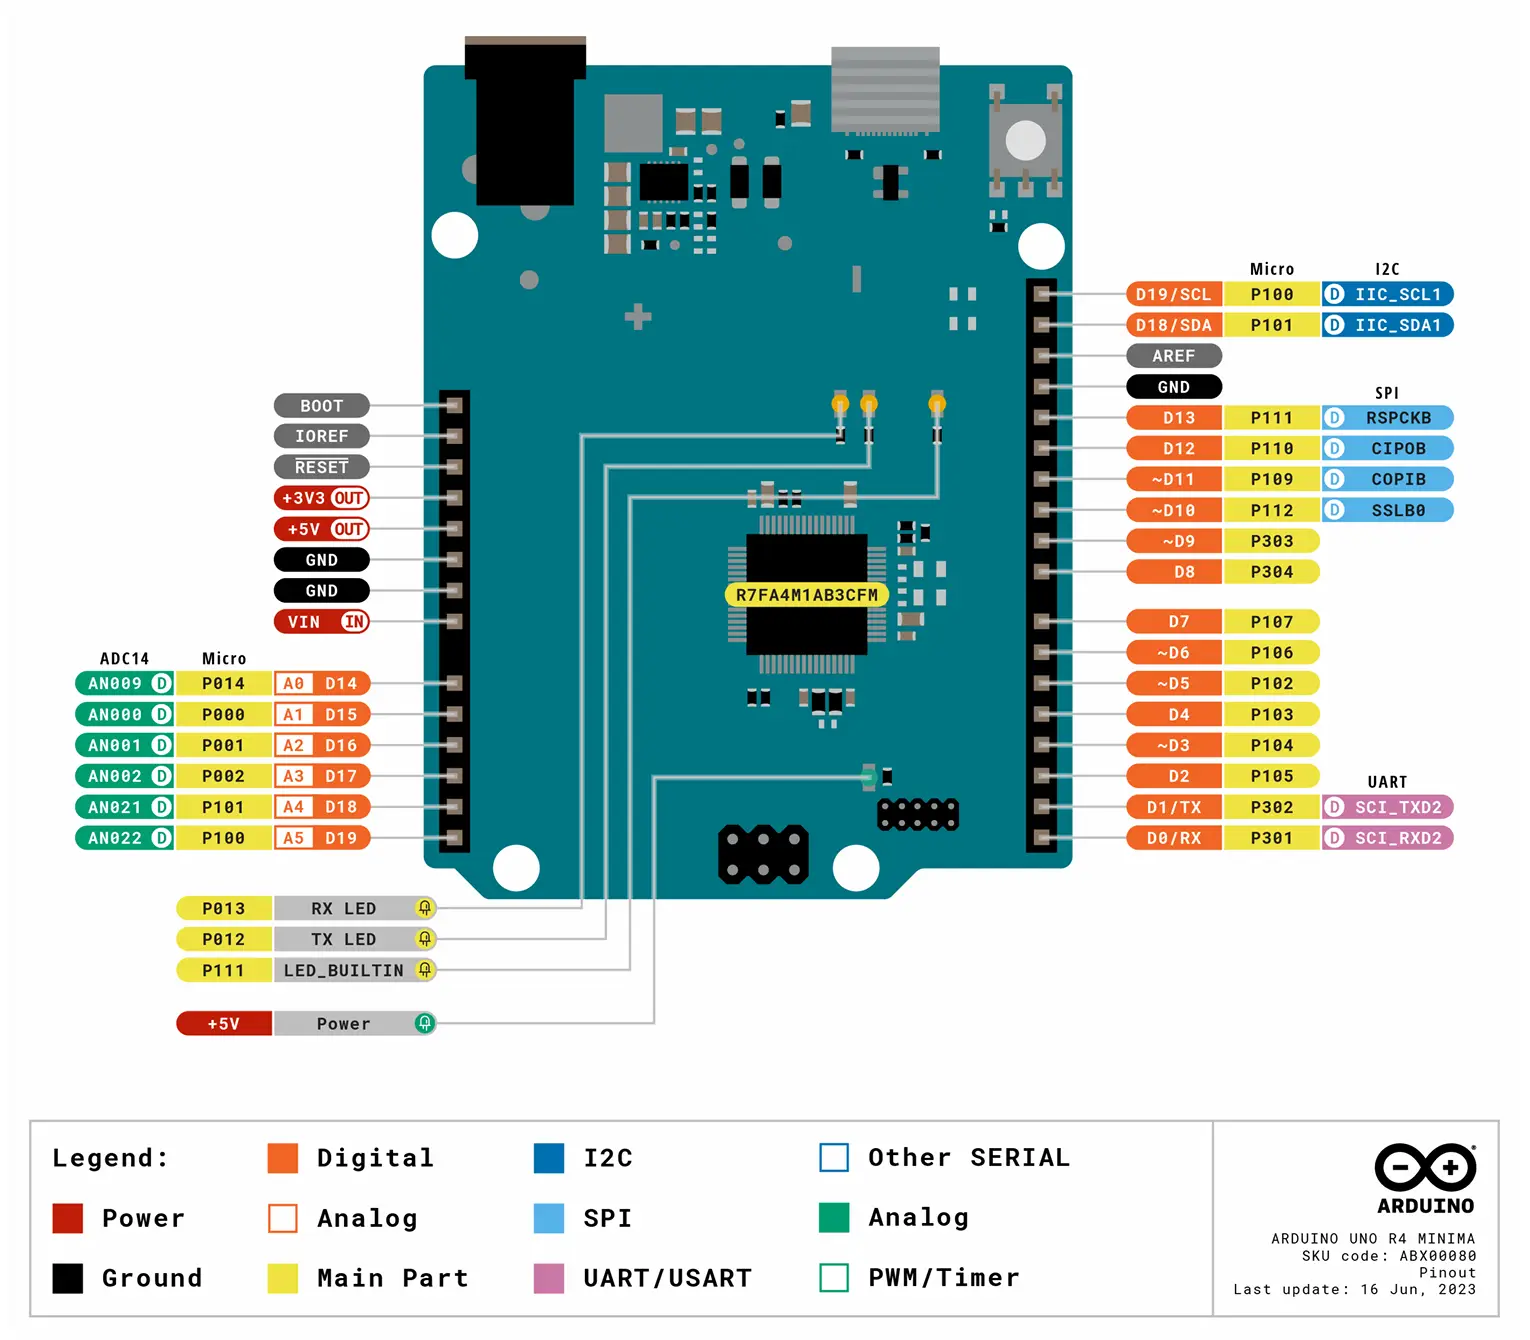 Micro I2C
D19/SCL P100 D IIC_SCL1
D18/SDA P101 D IIC_SDA1
AREF
GND
SPI
D13 P111 D RSPCKB
D12 P110 D CIPOB
~D11 P109 D COPIB
~D10 P112 D SSLB0
~D9 P303
D8 P304
D7 P107
~D6 P106
~D5 P102
D4 P103
~D3 P104
D2 P105
UART
D1/TX P302 D SCI_TXD2
D0/RX P301 D SCI_RXD2
BOOT
IOREF
RESET
+3V3 OUT
+5V OUT
GND
GND
VIN IN
ADC14 Micro
AN009 D P014 A0 D14
AN000 D P000 A1 D15
AN001 D P001 A2 D16
AN002 D P002 A3 D17
AN021 D P101 A4 D18
AN022 D P100 A5 D19
R7FA4M1AB3CFM
P013 RX LED
P012 TX LED
P111 LED_BUILTIN
+5V Power
Legend:
Power
Ground
Digital
Analog
Main Part
I2C
SPI
UART/USART
Other SERIAL
Analog
PWM/Timer
ARDUINO
ARDUINO UNO R4 MINIMA
SKU code: ABX00080
Pinout
Last update: 16 Jun, 2023